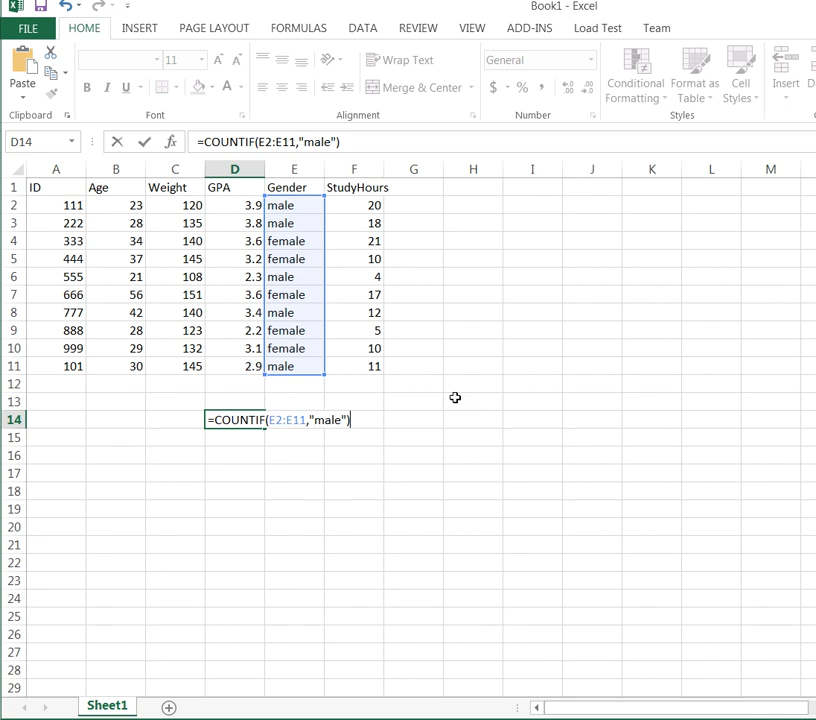 Book1 - Excel
FILE HOME INSERT PAGE LAYOUT FORMULAS DATA REVIEW VIEW ADD-INS Load Test Team
11 Wrap Text General
Paste B I U A Merge & Center $ % , Conditional Formatting Format as Table Cell Styles Insert
Clipboard Font Alignment Number Styles
D14 fx =COUNTIF(E2:E11,"male")
A B C D E F G H I J K L M
1 ID Age Weight GPA Gender StudyHours
2 111 23 120 3.9 male 20
3 222 28 135 3.8 male 18
4 333 34 140 3.6 female 21
5 444 37 145 3.2 female 10
6 555 21 108 2.3 male 4
7 666 56 151 3.6 female 17
8 777 42 140 3.4 male 12
9 888 28 123 2.2 female 5
10 999 29 132 3.1 female 10
11 101 30 145 2.9 male 11
12
13
14 =COUNTIF(E2:E11,"male")
15
16
17
18
19
20
21
22
23
24
25
26
27
28
29
Sheet1